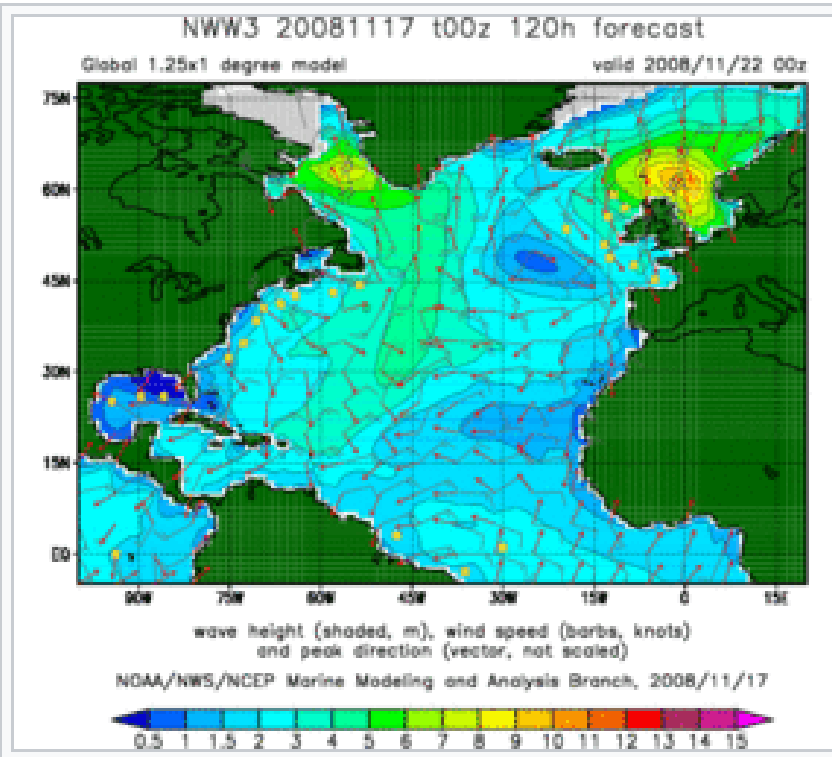 NWW3 20081117 t00z 120h forecast
Global 1.25x1 degree model valid 2008/11/22 00z
75N
60N
45N
30N
15N
EQ
90W 75W 60W 45W 30W 15W 0 15E
wave height (shaded, m), wind speed (barbs, knots)
and peak direction (vector, not scaled)
NOAA/NWS/NCEP Marine Modeling and Analysis Branch, 2008/11/17
0.5 1 1.5 2 3 4 5 6 7 8 9 10 11 12 13 14 15